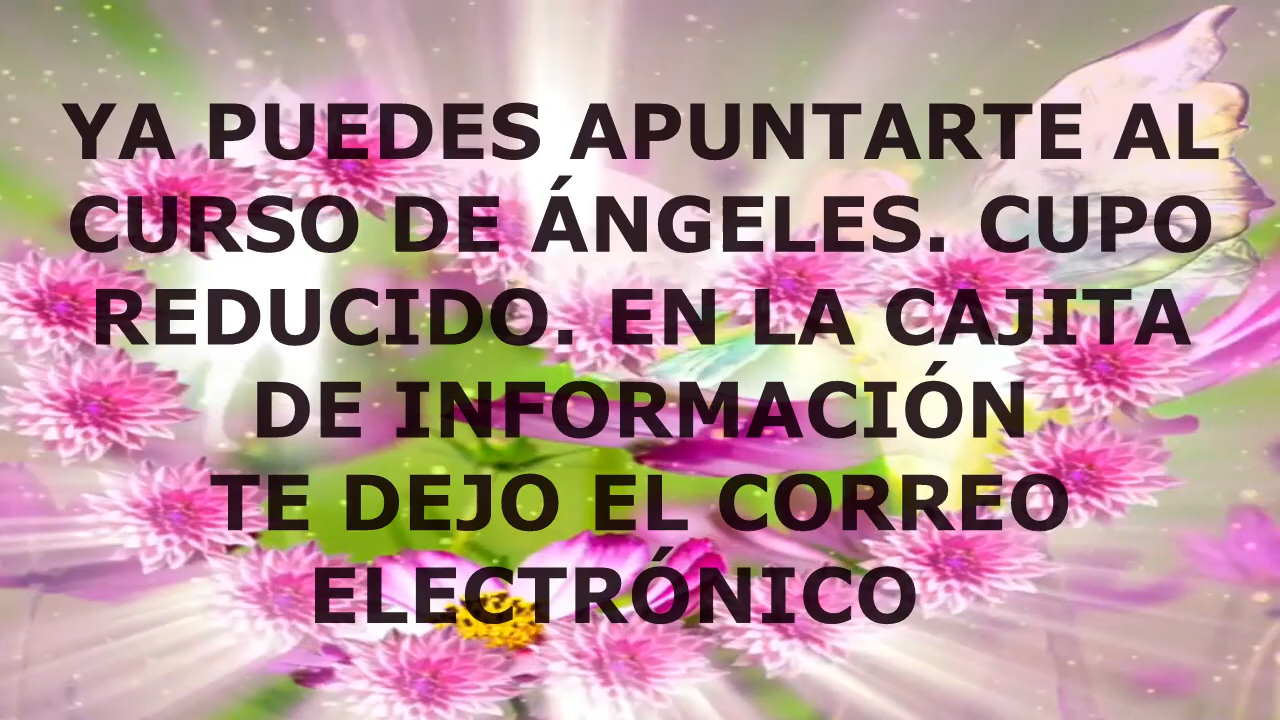 YA PUEDES APUNTARTE AL
CURSO DE ÁNGELES. CUPO
REDUCIDO. EN LA CAJITA
DE INFORMACIÓN
TE DEJO EL CORREO
ELECTRÓNICO